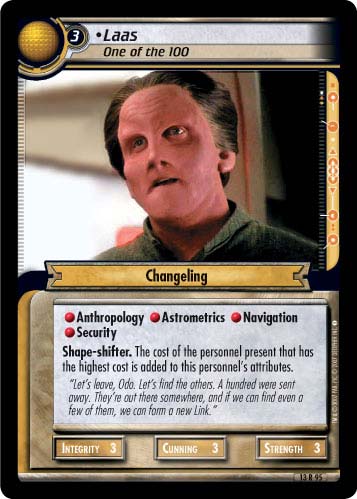 3 •Laas
One of the 100
Changeling
•Anthropology •Astrometrics •Navigation
•Security
Shape-shifter. The cost of the personnel present that has
the highest cost is added to this personnel's attributes.
"Let's leave, Odo. Let's find the others. A hundred were sent
away. They're out there somewhere, and if we can find even a
few of them, we can form a new Link."
INTEGRITY 3 CUNNING 3 STRENGTH 3
13 R 95